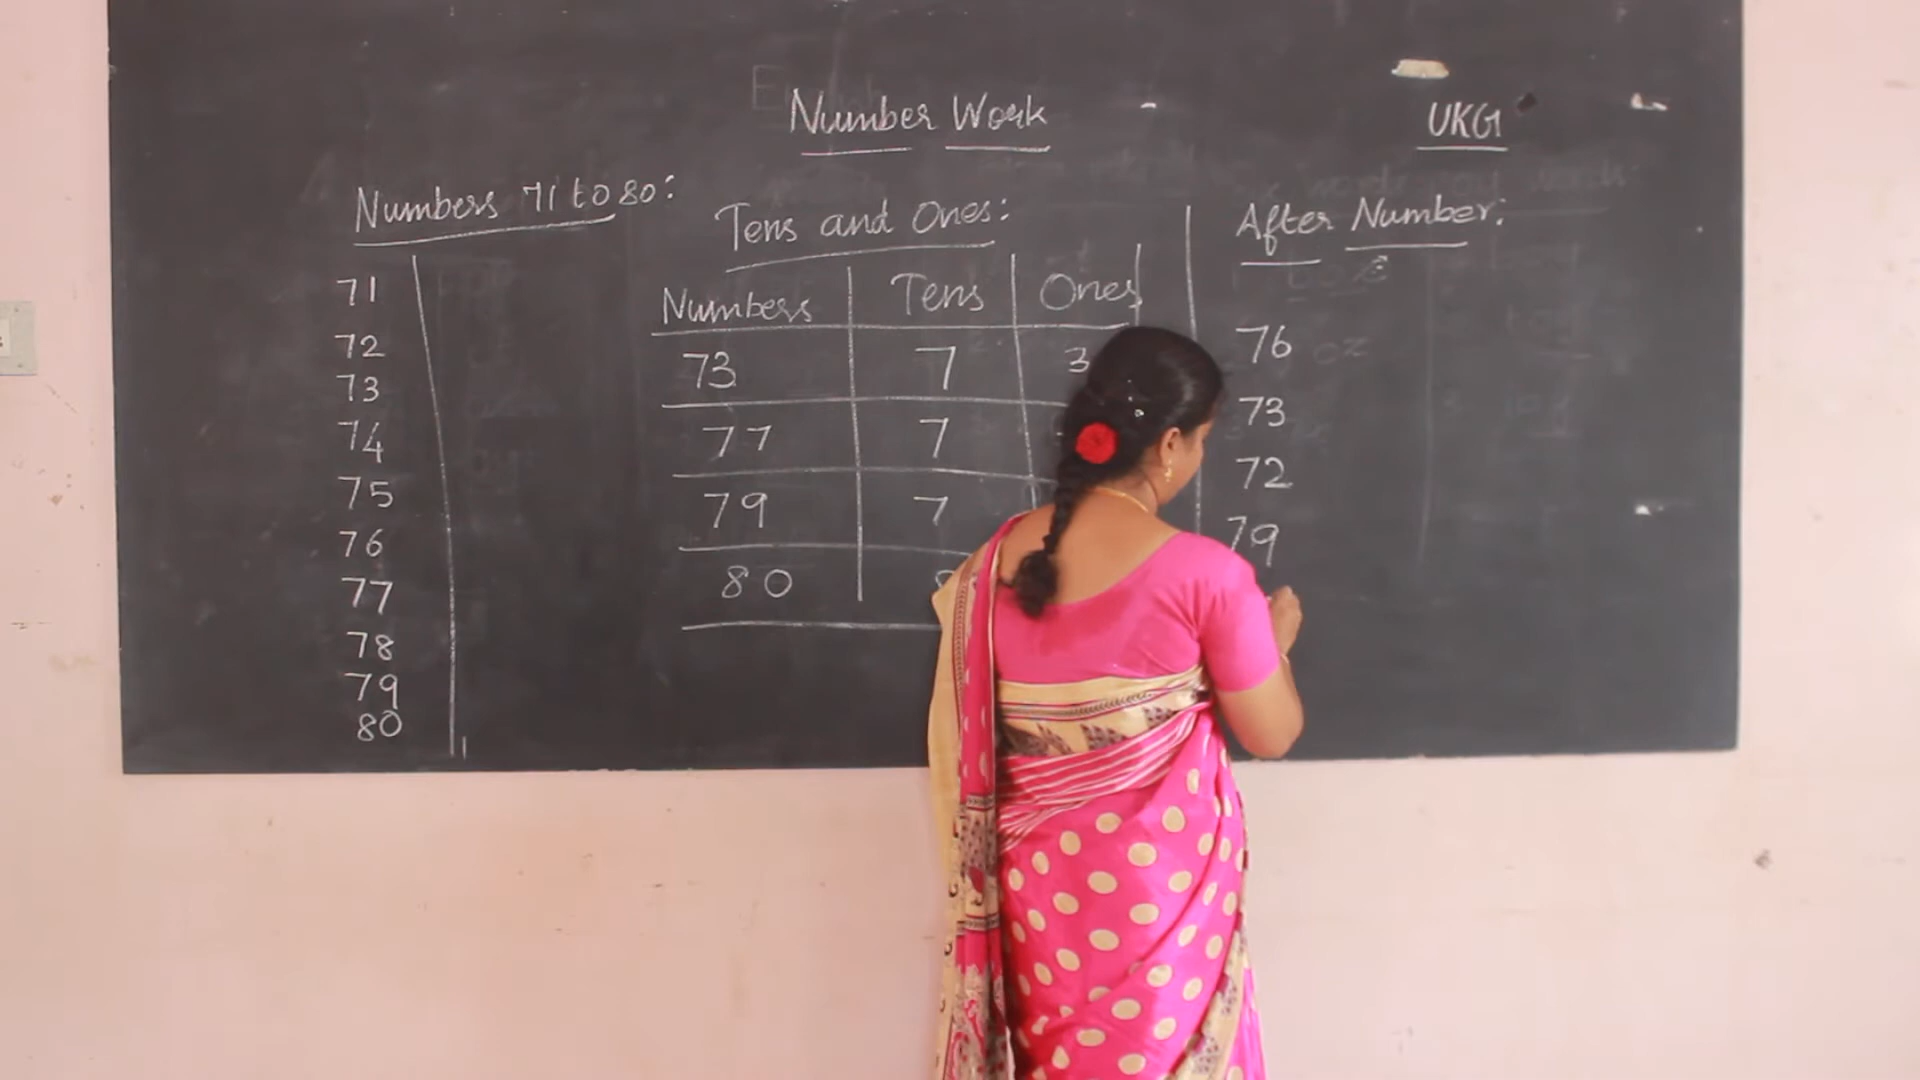 Number Work
UKG
Numbers 71 to 80:
71
72
73
74
75
76
77
78
79
80
Tens and Ones:
Numbers Tens Ones
73 7 3
77 7
79 7
80
After Number:
76
73
72
79